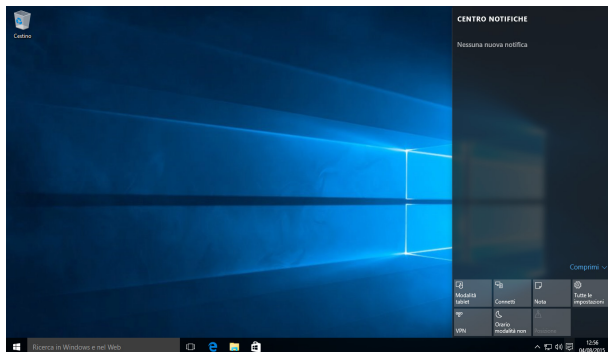 CENTRO NOTIFICHE
Cestino
Nessuna nuova notifica
Comprimi
Modalità tablet
Connetti
Nota
Tutte le impostazioni
VPN
Orario modalità non
Posizione
Ricerca in Windows e nel Web
12:56
04/08/2015